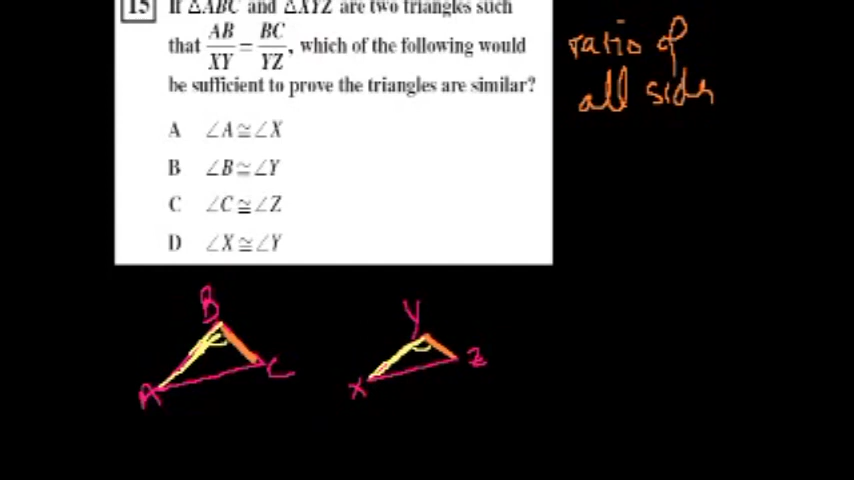 15 If △ABC and △XYZ are two triangles such
that AB/XY = BC/YZ, which of the following would
be sufficient to prove the triangles are similar?
A ∠A ≅ ∠X
B ∠B ≅ ∠Y
C ∠C ≅ ∠Z
D ∠X ≅ ∠Y
ratio of
all sides
B
A
C
Y
X
Z